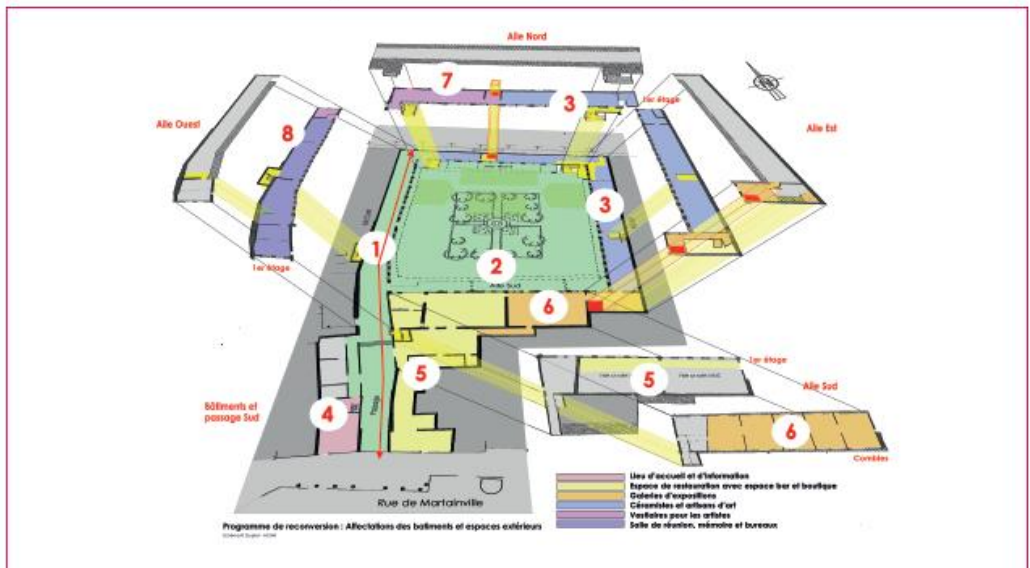 Aile Nord
7
3
1er étage
Aile Ouest
8
Aile Est
3
1
2
1er étage
Aile Sud
6
1er étage
5
5
Aile Sud
4
Passage
Bâtiments et
passage Sud
6
Combles
Rue de Martainville
Lieu d'accueil et d'information
Espace de restauration avec espace bar et boutique
Galeries d'expositions
Céramistes et artisans d'art
Vestiaires pour les artistes
Salle de réunion, mémoire et bureaux
Programme de reconversion : Affectations des batiments et espaces extérieurs